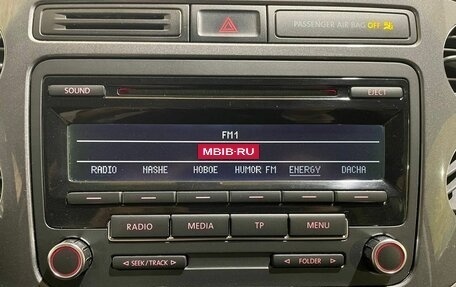 PASSENGER AIR BAG OFF
SOUND
EJECT
FM1
MBIB-RU
RADIO HASHE HOBOE HUMOR FM ENERGY DACHA
RADIO MEDIA TP MENU
SEEK/TRACK FOLDER